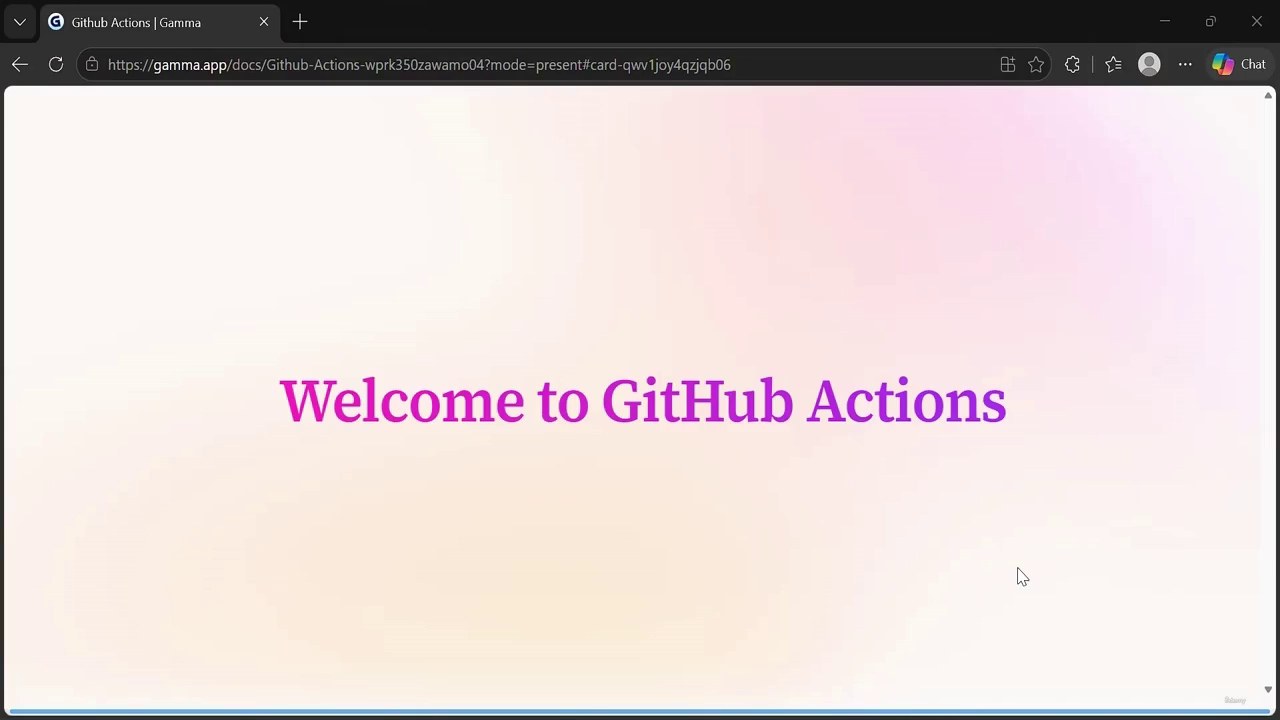 Github Actions | Gamma
https://gamma.app/docs/Github-Actions-wprk350zawamo04?mode=present#card-qwv1joy4qzjqb06
Chat
Welcome to GitHub Actions
Udemy